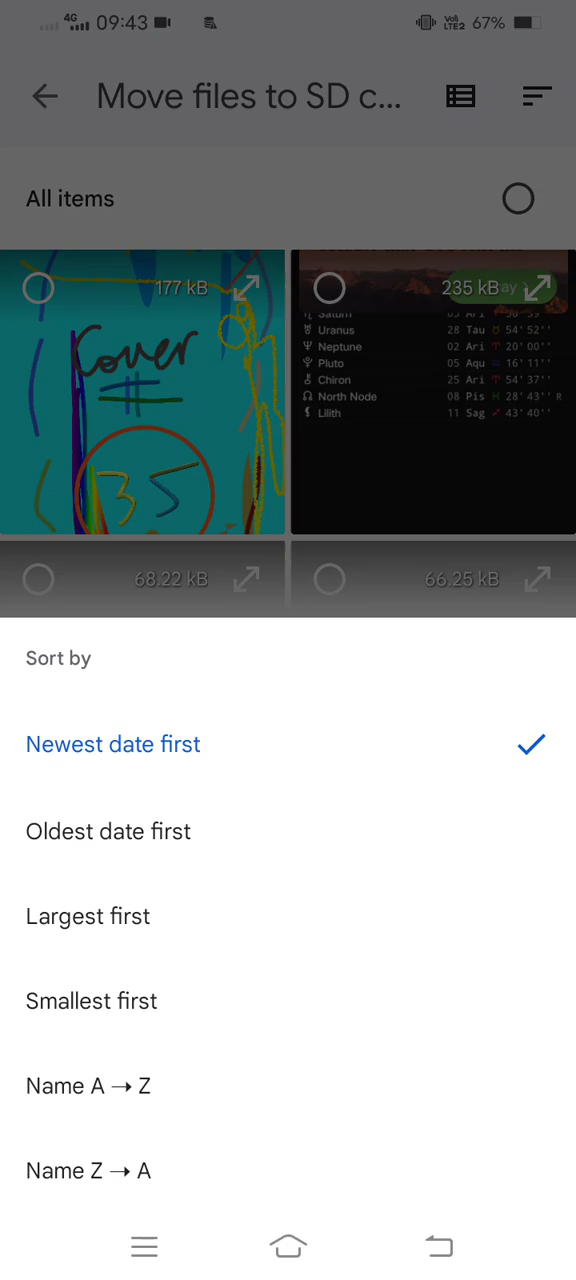 4G 09:43 Vo) LTE2 67%
Move files to SD c...
All items
177 kB
235 kB
Cover
#
35
ay
Saturn
Uranus 28 Tau ♉ 54' 52''
Neptune 02 Ari ♈ 20' 00''
Pluto 05 Aqu ♒ 16' 11''
Chiron 25 Ari ♈ 54' 37''
North Node 08 Pis ♓ 28' 43'' R
Lilith 11 Sag ♐ 43' 40''
68.22 kB
66.25 kB
Sort by
Newest date first
Oldest date first
Largest first
Smallest first
Name A → Z
Name Z → A